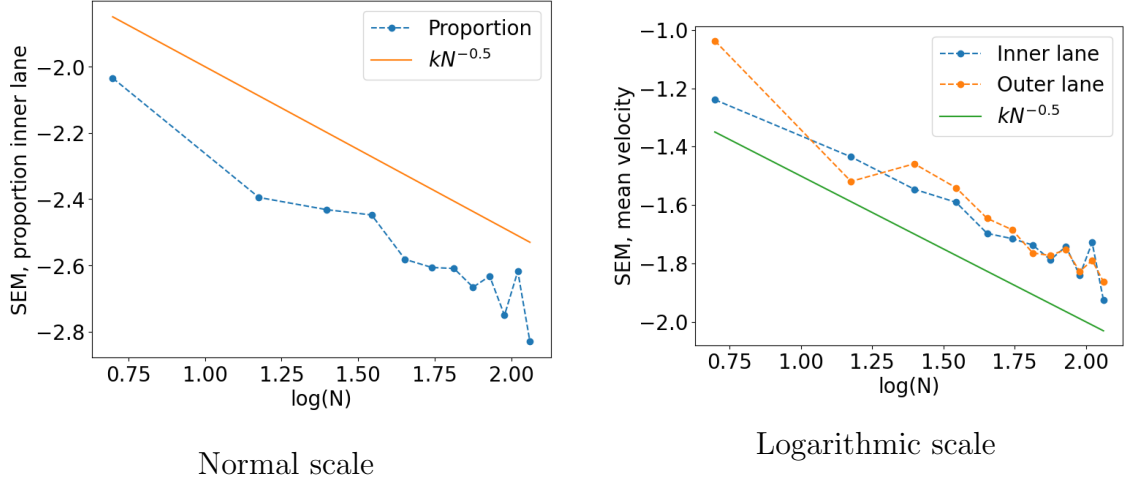 SEM, proportion inner lane
−2.0
−2.2
−2.4
−2.6
−2.8
Proportion
kN^{−0.5}
0.75 1.00 1.25 1.50 1.75 2.00
log(N)
Normal scale
SEM, mean velocity
−1.0
−1.2
−1.4
−1.6
−1.8
−2.0
Inner lane
Outer lane
kN^{−0.5}
0.75 1.00 1.25 1.50 1.75 2.00
log(N)
Logarithmic scale